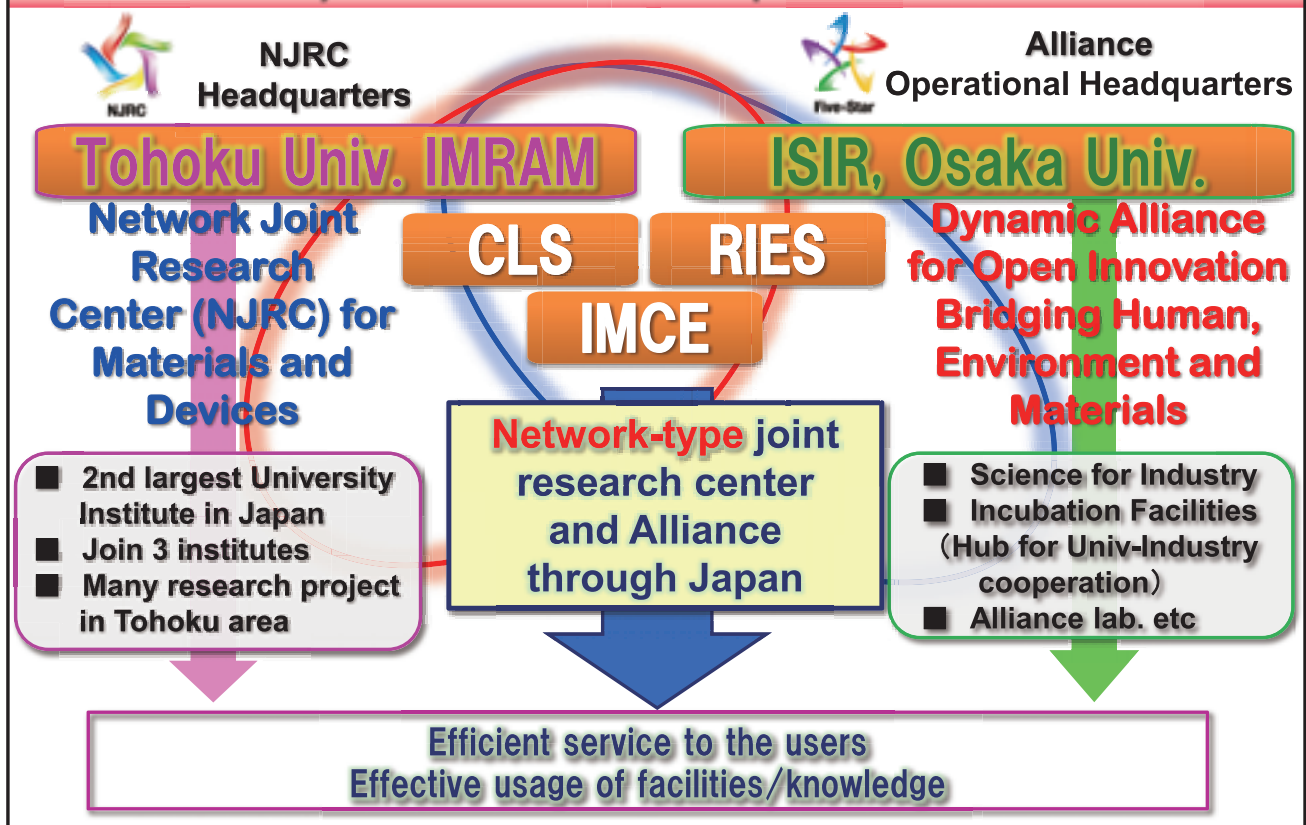 NJRC
NJRC
Headquarters
Five-Star
Alliance
Operational Headquarters
Tohoku Univ. IMRAM
ISIR, Osaka Univ.
Network Joint
Research
Center (NJRC) for
Materials and
Devices
CLS
RIES
IMCE
Dynamic Alliance
for Open Innovation
Bridging Human,
Environment and
Materials
■ 2nd largest University
Institute in Japan
■ Join 3 institutes
■ Many research project
in Tohoku area
Network-type joint
research center
and Alliance
through Japan
■ Science for Industry
■ Incubation Facilities
（Hub for Univ-Industry
cooperation）
■ Alliance lab. etc
Efficient service to the users
Effective usage of facilities/knowledge